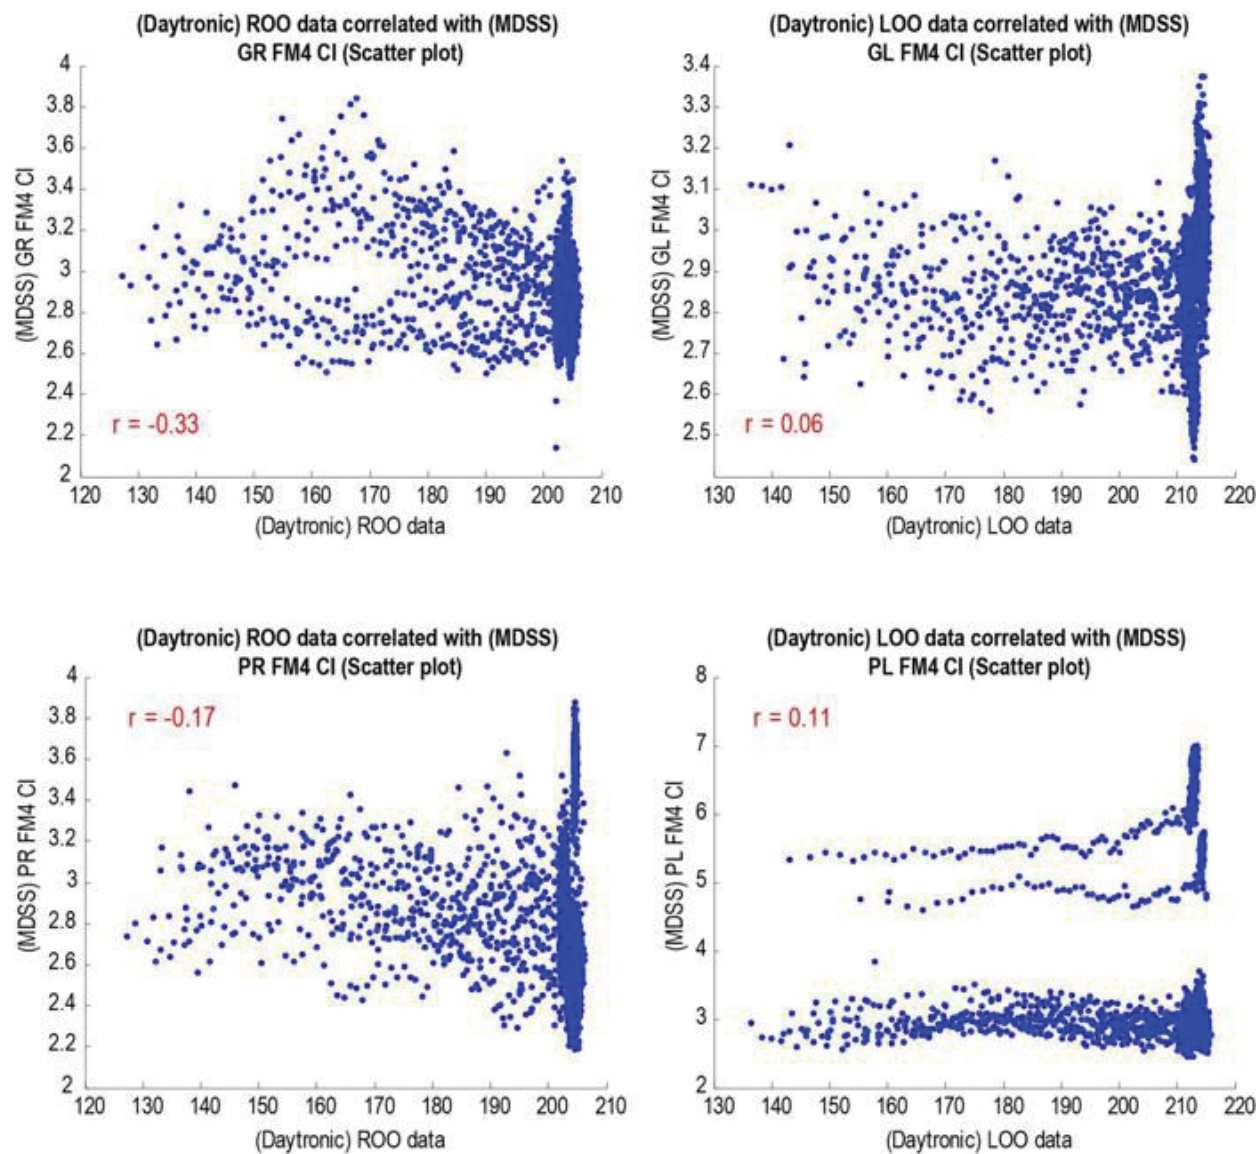 (Daytronic) ROO data correlated with (MDSS)
GR FM4 CI (Scatter plot)
4
3.8
3.6
3.4
3.2
3
2.8
2.6
2.4
2.2
2
(MDSS) GR FM4 CI
r = -0.33
120 130 140 150 160 170 180 190 200 210
(Daytronic) ROO data
(Daytronic) LOO data correlated with (MDSS)
GL FM4 CI (Scatter plot)
3.4
3.3
3.2
3.1
3
2.9
2.8
2.7
2.6
2.5
(MDSS) GL FM4 CI
r = 0.06
130 140 150 160 170 180 190 200 210 220
(Daytronic) LOO data
(Daytronic) ROO data correlated with (MDSS)
PR FM4 CI (Scatter plot)
4
3.8
3.6
3.4
3.2
3
2.8
2.6
2.4
2.2
2
(MDSS) PR FM4 CI
r = -0.17
120 130 140 150 160 170 180 190 200 210
(Daytronic) ROO data
(Daytronic) LOO data correlated with (MDSS)
PL FM4 CI (Scatter plot)
8
7
6
5
4
3
2
(MDSS) PL FM4 CI
r = 0.11
130 140 150 160 170 180 190 200 210 220
(Daytronic) LOO data